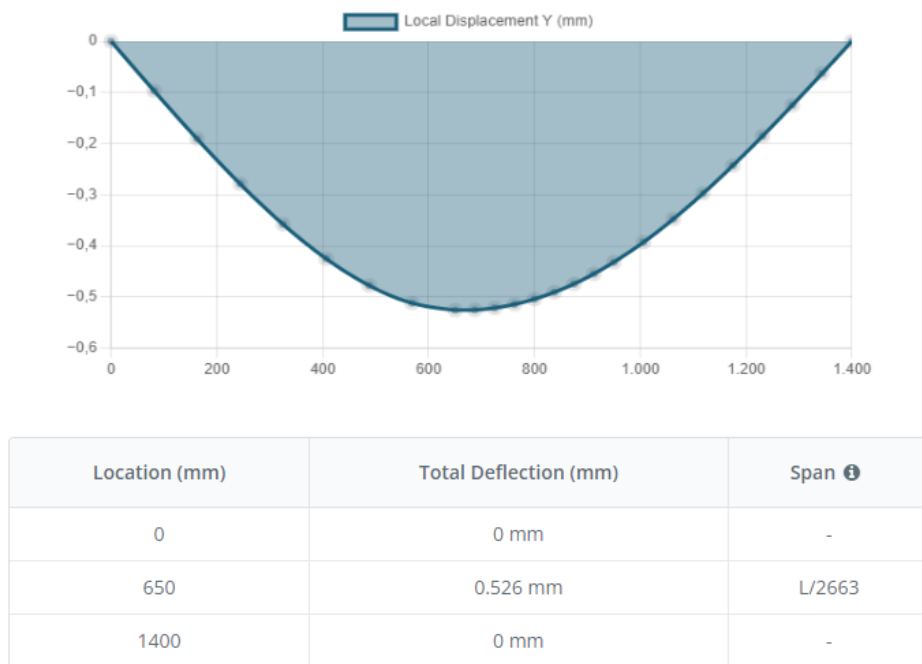 Local Displacement Y (mm)
0
−0,1
−0,2
−0,3
−0,4
−0,5
−0,6
0 200 400 600 800 1.000 1.200 1.400
Location (mm) Total Deflection (mm) Span
0 0 mm -
650 0.526 mm L/2663
1400 0 mm -